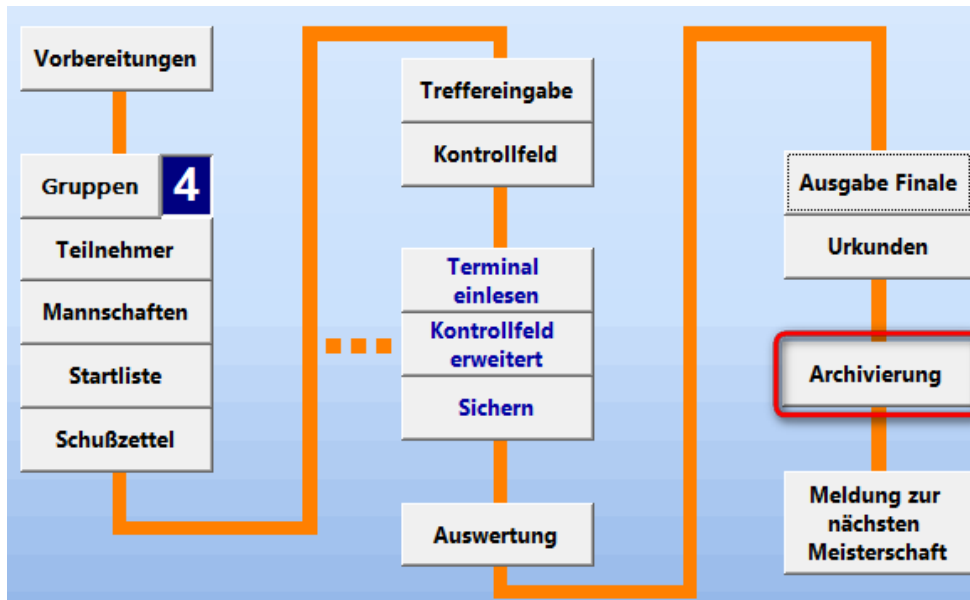 Vorbereitungen
Gruppen 4
Teilnehmer
Mannschaften
Startliste
Schußzettel
Treffereingabe
Kontrollfeld
Terminal
einlesen
Kontrollfeld
erweitert
Sichern
Auswertung
Ausgabe Finale
Urkunden
Archivierung
Meldung zur
nächsten
Meisterschaft